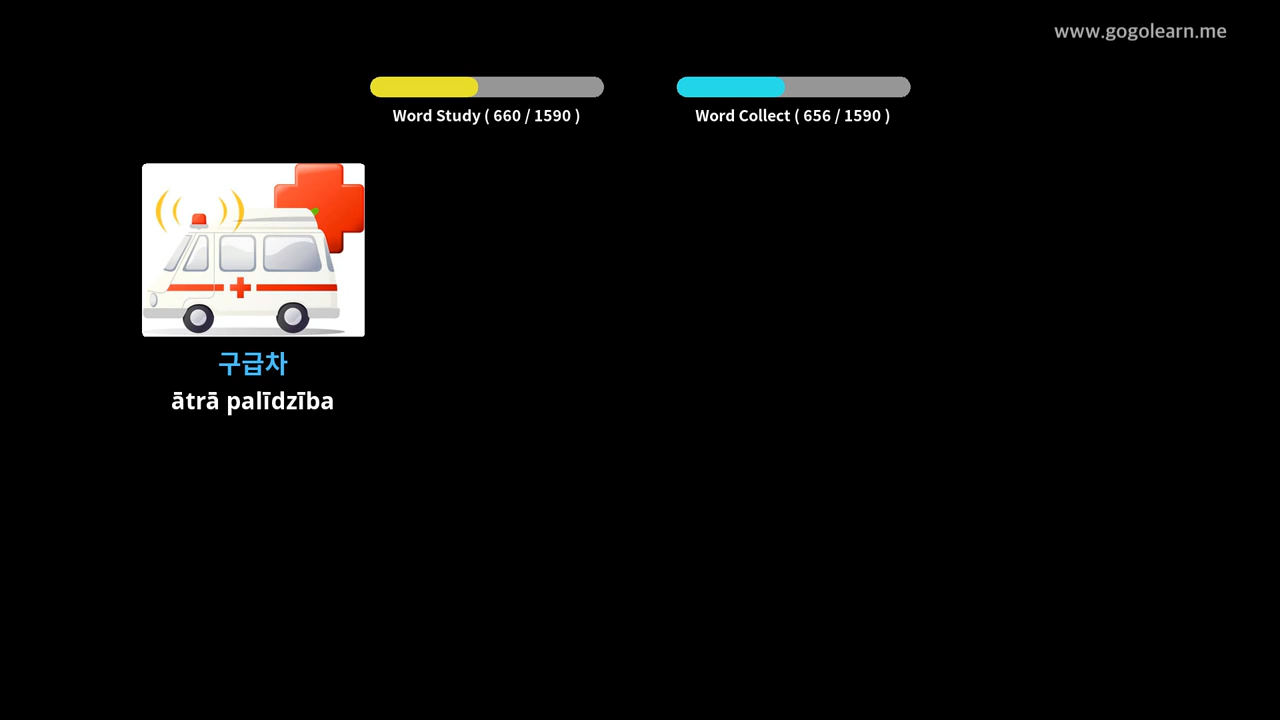 www.gogolearn.me
Word Study ( 660 / 1590 )
Word Collect ( 656 / 1590 )
구급차
ātrā palīdzība